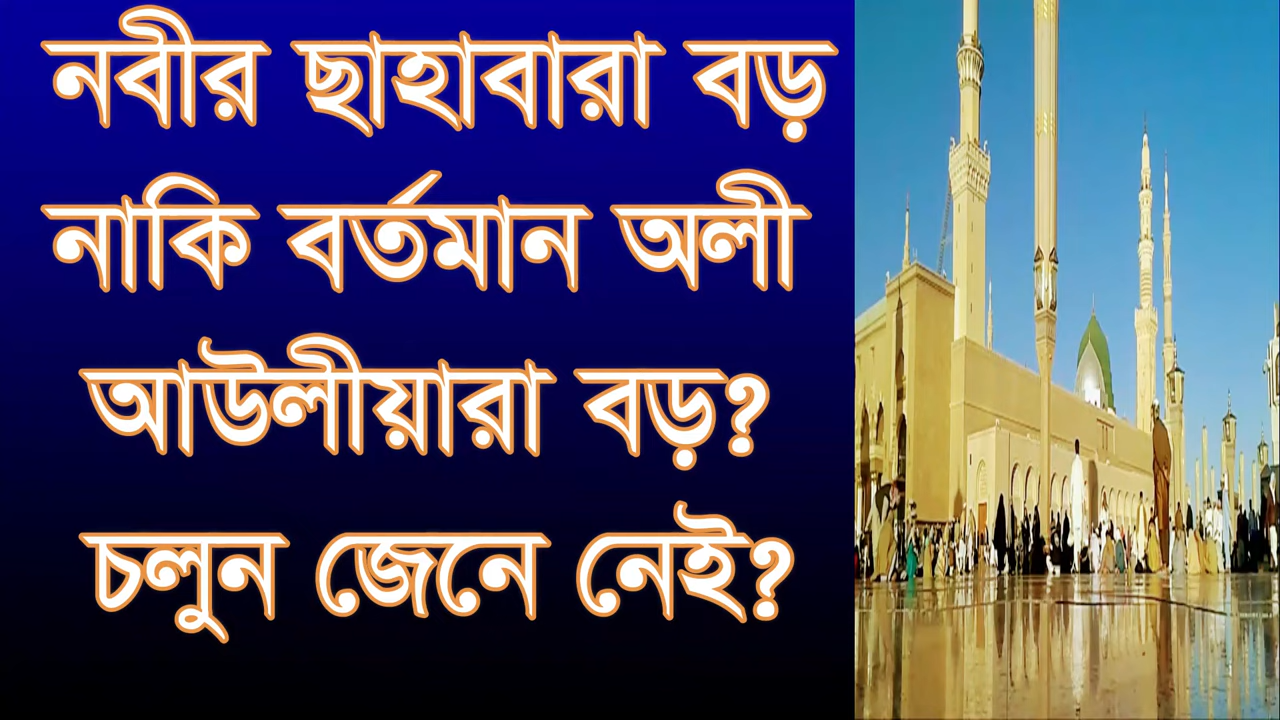 নবীর ছাহাবারা বড়
নাকি বর্তমান অলী
আউলীয়ারা বড়?
চলুন জেনে নেই?